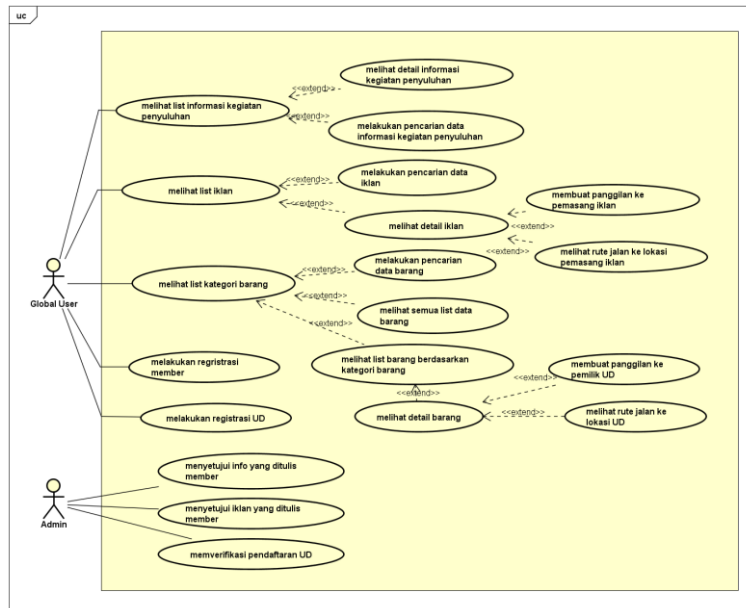 uc
melihat detail informasi
kegiatan penyuluhan
<<extend>>
melihat list informasi kegiatan
penyuluhan
<<extend>>
melakukan pencarian data
informasi kegiatan penyuluhan
melakukan pencarian data
iklan
<<extend>>
melihat list iklan
<<extend>>
melihat detail iklan
membuat panggilan ke
pemasang iklan
<<extend>>
<<extend>>
melihat rute jalan ke lokasi
pemasang iklan
melakukan pencarian
data barang
<<extend>>
melihat list kategori barang
<<extend>>
melihat semua list data
barang
<<extend>>
Global User
melihat list barang berdasarkan
kategori barang
melakukan regristrasi
member
membuat panggilan ke
pemilik UD
<<extend>>
<<extend>>
melihat detail barang
<<extend>>
melihat rute jalan ke
lokasi UD
melakukan registrasi UD
menyetujui info yang ditulis
member
menyetujui iklan yang ditulis
member
Admin
memverifikasi pendaftaran UD